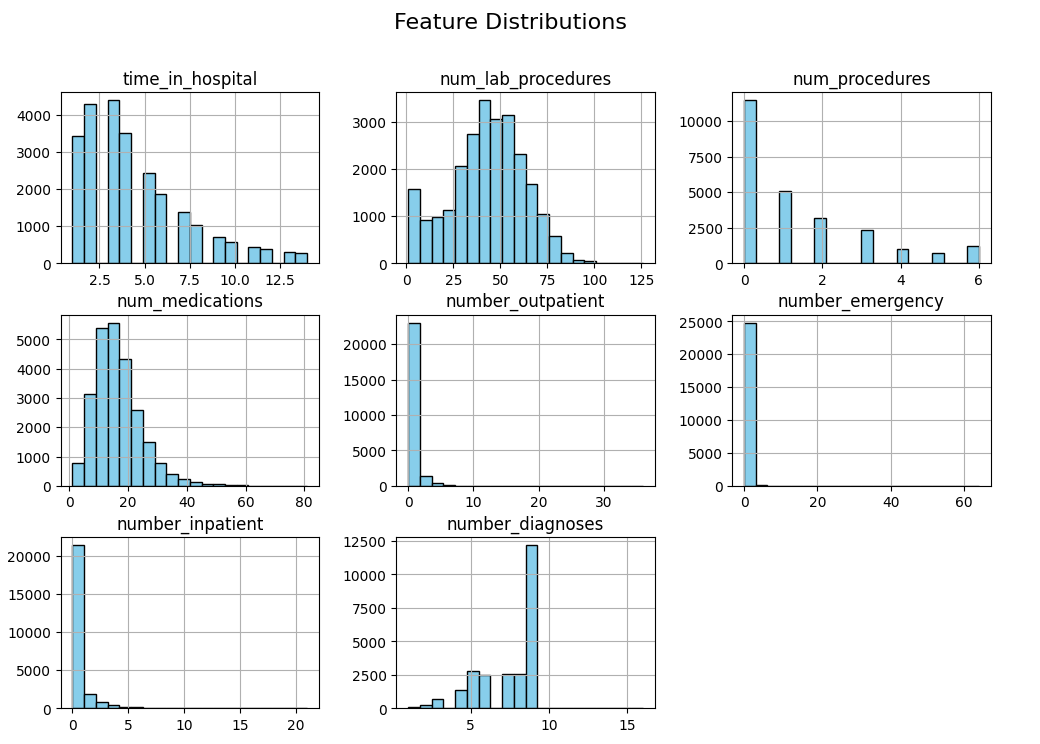 Feature Distributions
time_in_hospital
4000
3000
2000
1000
0
2.5 5.0 7.5 10.0 12.5
num_lab_procedures
3000
2000
1000
0
0 25 50 75 100 125
num_procedures
10000
7500
5000
2500
0
0 2 4 6
num_medications
5000
4000
3000
2000
1000
0
0 20 40 60 80
number_outpatient
20000
15000
10000
5000
0
0 10 20 30
number_emergency
25000
20000
15000
10000
5000
0
0 20 40 60
number_inpatient
20000
15000
10000
5000
0
0 5 10 15 20
number_diagnoses
12500
10000
7500
5000
2500
0
5 10 15